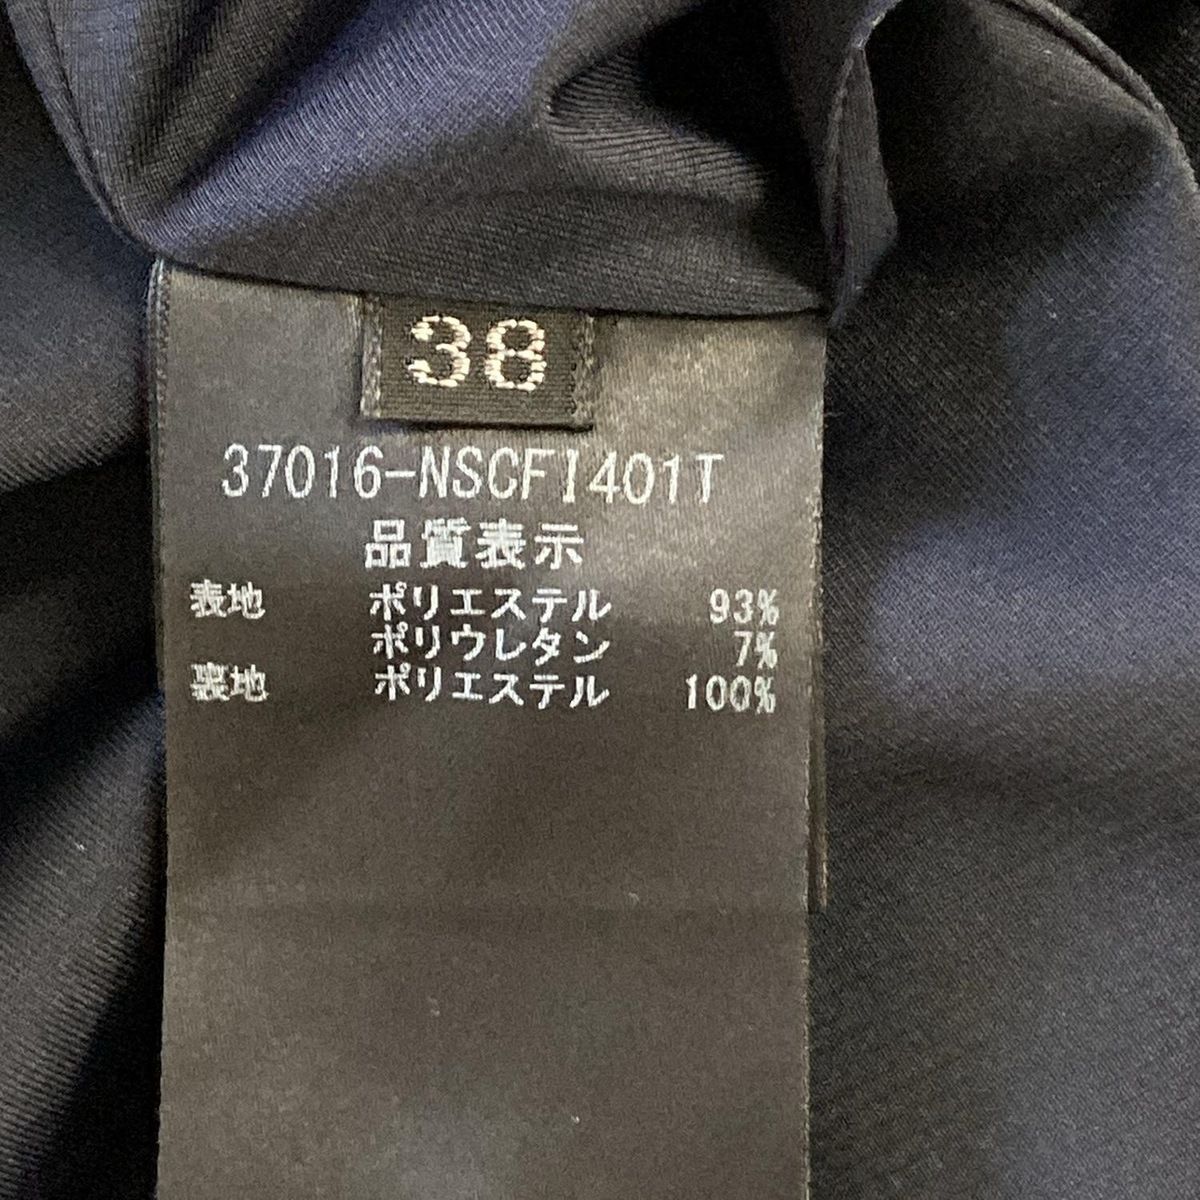 38
37016-NSCFI401T
品質表示
表地 ポリエステル 93%
ポリウレタン 7%
裏地 ポリエステル 100%